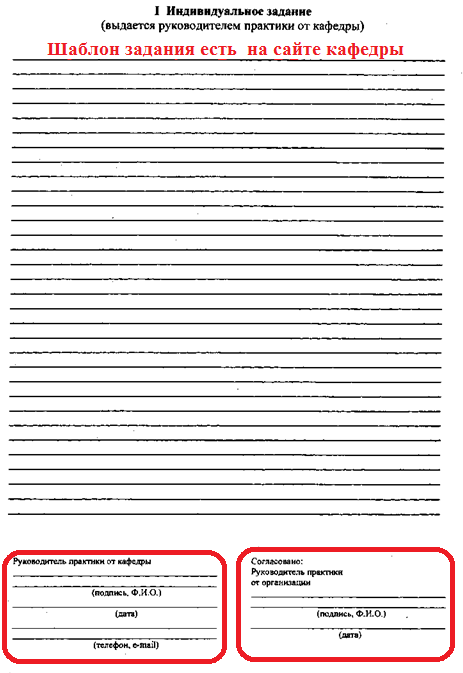 I Индивидуальное задание
(выдается руководителем практики от кафедры)
Шаблон задания есть на сайте кафедры
Руководитель практики от кафедры
(подпись, Ф.И.О.)
(дата)
(телефон, e-mail)
Согласовано:
Руководитель практики
от организации
(подпись, Ф.И.О.)
(дата)